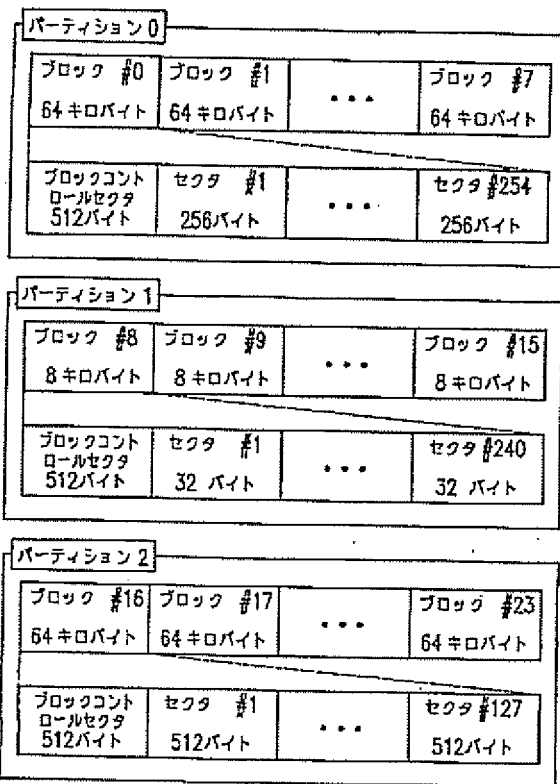 パーティション 0
ブロック #0 ブロック #1 ・・・ ブロック #7
64キロバイト 64キロバイト 64キロバイト
ブロックコント セクタ #1 ・・・ セクタ #254
ロールセクタ
512バイト 256バイト 256バイト
パーティション 1
ブロック #8 ブロック #9 ・・・ ブロック #15
8キロバイト 8キロバイト 8キロバイト
ブロックコント セクタ #1 ・・・ セクタ #240
ロールセクタ
512バイト 32 バイト 32 バイト
パーティション 2
ブロック #16 ブロック #17 ・・・ ブロック #23
64キロバイト 64キロバイト 64キロバイト
ブロックコント セクタ #1 ・・・ セクタ #127
ロールセクタ
512バイト 512バイト 512バイト